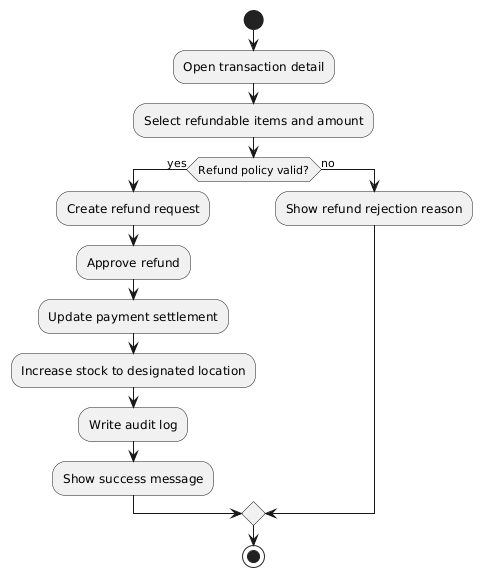 Open transaction detail
Select refundable items and amount
Refund policy valid?
yes
no
Create refund request
Show refund rejection reason
Approve refund
Update payment settlement
Increase stock to designated location
Write audit log
Show success message